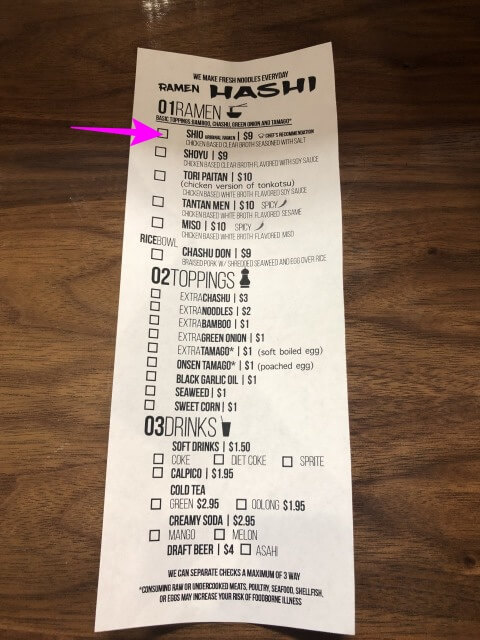 WE MAKE FRESH NOODLES EVERYDAY
RAMEN HASHI
01RAMEN
BASIC TOPPINGS: BAMBOO, CHASHU, GREEN ONION AND TAMAGO*
SHIO ORIGINAL RAMEN | $9 CHEF'S RECOMMENDATION
CHICKEN BASED CLEAR BROTH SEASONED WITH SALT
SHOYU | $9
CHICKEN BASED CLEAR BROTH FLAVORED WITH SOY SAUCE
TORI PAITAN | $10
(chicken version of tonkotsu)
CHICKEN BASED WHITE BROTH FLAVORED SOY SAUCE
TANTAN MEN | $10 SPICY
CHICKEN BASED WHITE BROTH FLAVORED SESAME
MISO | $10 SPICY
CHICKEN BASED WHITE BROTH FLAVORED MISO
RICEBOWL
CHASHU DON | $9
BRAISED PORK W/ SHREDDED SEAWEED AND EGG OVER RICE
02TOPPINGS
EXTRACHASHU | $3
EXTRANOODLES | $2
EXTRABAMBOO | $1
EXTRAGREEN ONION | $1
EXTRATAMAGO* | $1 (soft boiled egg)
ONSEN TAMAGO* | $1 (poached egg)
BLACK GARLIC OIL | $1
SEAWEED | $1
SWEET CORN | $1
03DRINKS
SOFT DRINKS | $1.50
COKE DIET COKE SPRITE
CALPICO | $1.95
COLD TEA
GREEN $2.95 OOLONG $1.95
CREAMY SODA | $2.95
MANGO MELON
DRAFT BEER | $4 ASAHI
WE CAN SEPARATE CHECKS A MAXIMUM OF 3 WAY
*CONSUMING RAW OR UNDERCOOKED MEATS, POULTRY, SEAFOOD, SHELLFISH,
OR EGGS MAY INCREASE YOUR RISK OF FOODBORNE ILLNESS